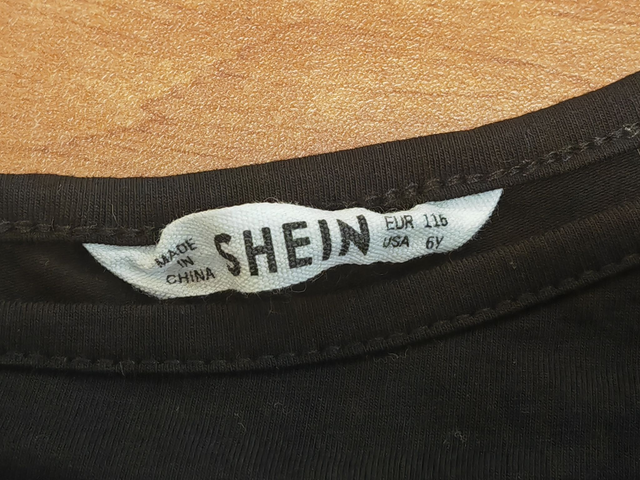 MADE
IN
CHINA
SHEIN
EUR 116
USA 6Y